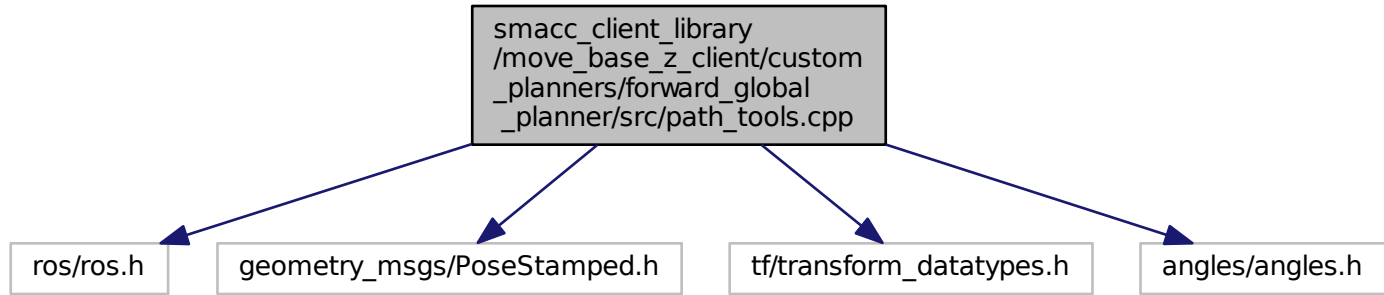 smacc_client_library
/move_base_z_client/custom
_planners/forward_global
_planner/src/path_tools.cpp
ros/ros.h
geometry_msgs/PoseStamped.h
tf/transform_datatypes.h
angles/angles.h